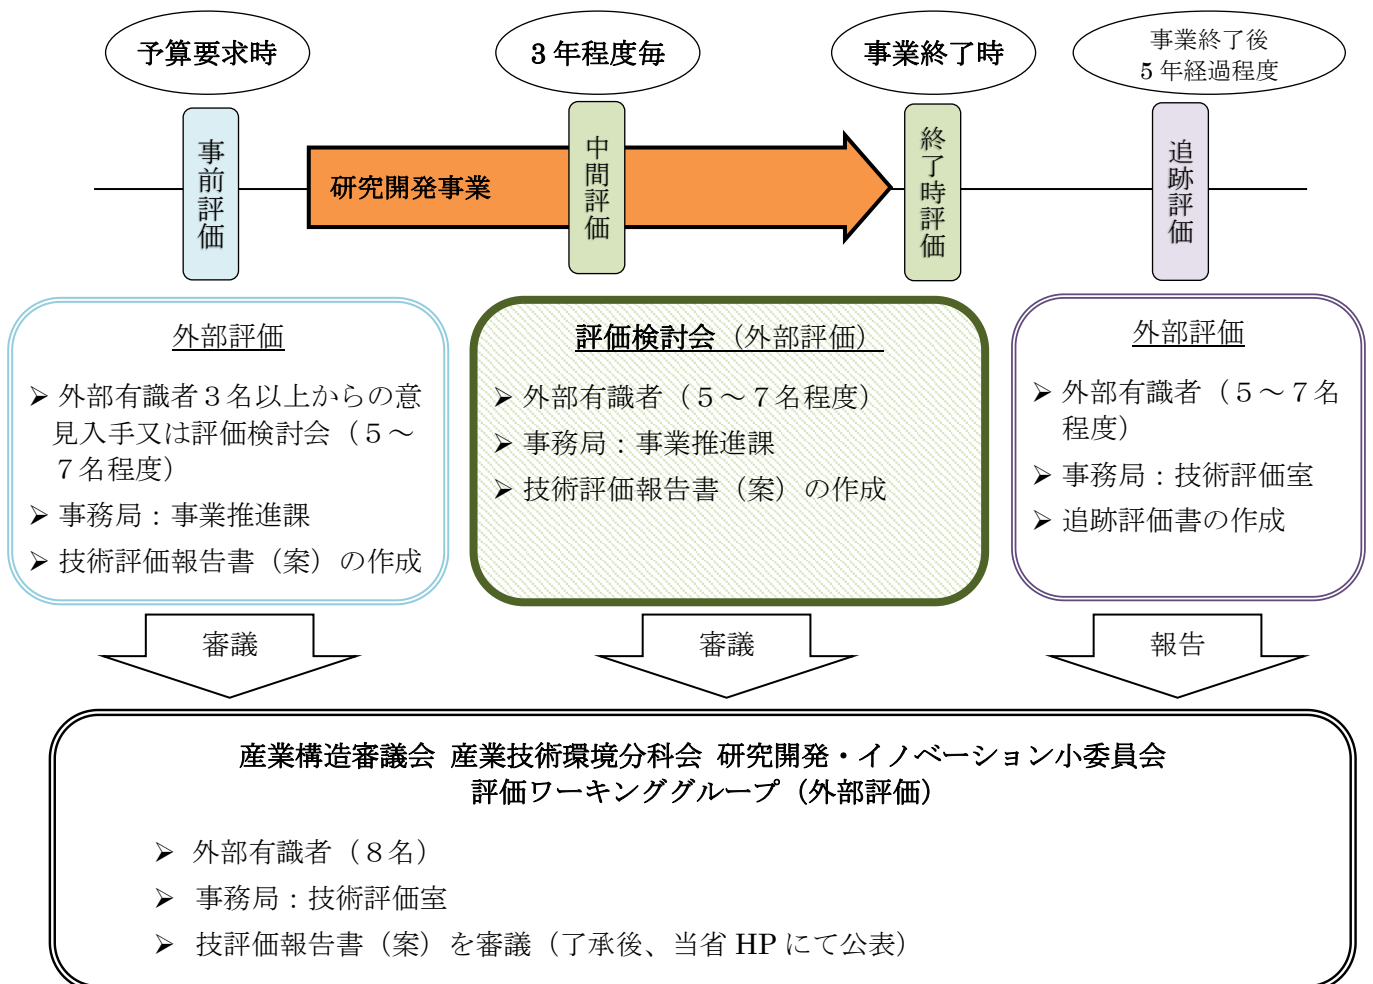 予算要求時
3年程度毎
事業終了時
事業終了後
5年経過程度
事前評価
研究開発事業
中間評価
終了時評価
追跡評価
外部評価
➢ 外部有識者３名以上からの意
見入手又は評価検討会（５～
７名程度）
➢ 事務局：事業推進課
➢ 技術評価報告書（案）の作成
評価検討会（外部評価）
➢ 外部有識者（５～７名程度）
➢ 事務局：事業推進課
➢ 技術評価報告書（案）の作成
外部評価
➢ 外部有識者（５～７名
程度）
➢ 事務局：技術評価室
➢ 追跡評価書の作成
審議
審議
報告
産業構造審議会 産業技術環境分科会 研究開発・イノベーション小委員会
評価ワーキンググループ（外部評価）
➢ 外部有識者（８名）
➢ 事務局：技術評価室
➢ 技評価報告書（案）を審議（了承後、当省 HP にて公表）